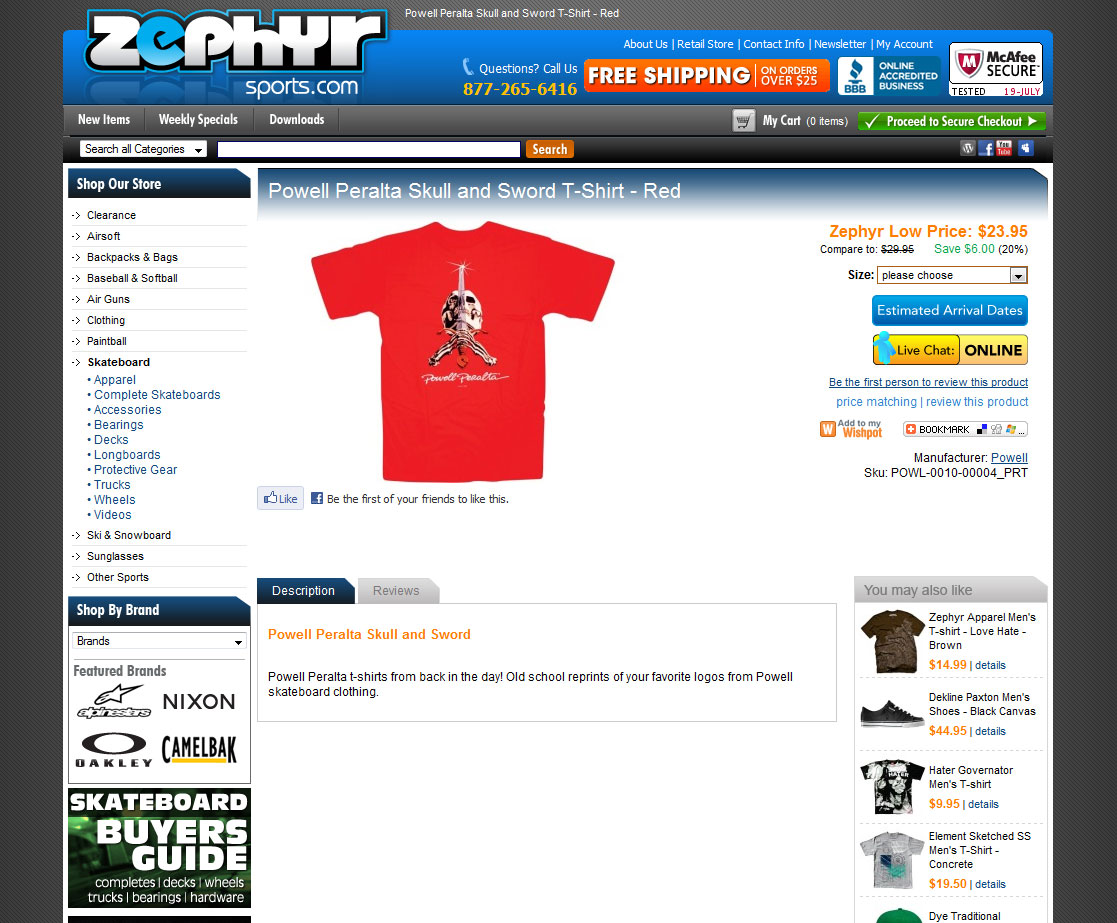 zephyr
sports.com
Powell Peralta Skull and Sword T-Shirt - Red
About Us | Retail Store | Contact Info | Newsletter | My Account
Questions? Call Us
877-265-6416
FREE SHIPPING
ON ORDERS
OVER $25
BBB
ONLINE
ACCREDITED
BUSINESS
McAfee
SECURE
TESTED 19-JULY
New Items
Weekly Specials
Downloads
My Cart (0 items)
Proceed to Secure Checkout
Search all Categories
Search
You
Tube
Shop Our Store
Clearance
Airsoft
Backpacks & Bags
Baseball & Softball
Air Guns
Clothing
Paintball
Skateboard
• Apparel
• Complete Skateboards
• Accessories
• Bearings
• Decks
• Longboards
• Protective Gear
• Trucks
• Wheels
• Videos
Ski & Snowboard
Sunglasses
Other Sports
Shop By Brand
Brands
Featured Brands
alpinestars
NIXON
OAKLEY
CAMELBAK
SKATEBOARD
BUYERS
GUIDE
completes | decks | wheels
trucks | bearings | hardware
Powell Peralta Skull and Sword T-Shirt - Red
Powell Peralta
Zephyr Low Price: $23.95
Compare to: $29.95 Save $6.00 (20%)
Size: please choose
Estimated Arrival Dates
Live Chat: ONLINE
Be the first person to review this product
price matching | review this product
Add to my
Wishpot
BOOKMARK
Manufacturer: Powell
Sku: POWL-0010-00004_PRT
Like
Be the first of your friends to like this.
Description
Reviews
Powell Peralta Skull and Sword
Powell Peralta t-shirts from back in the day! Old school reprints of your favorite logos from Powell
skateboard clothing.
You may also like
Zephyr Apparel Men's
T-shirt - Love Hate -
Brown
$14.99 | details
Dekline Paxton Men's
Shoes - Black Canvas
$44.95 | details
Hater Governator
Men's T-shirt
$9.95 | details
Element Sketched SS
Men's T-Shirt -
Concrete
$19.50 | details
Dye Traditional